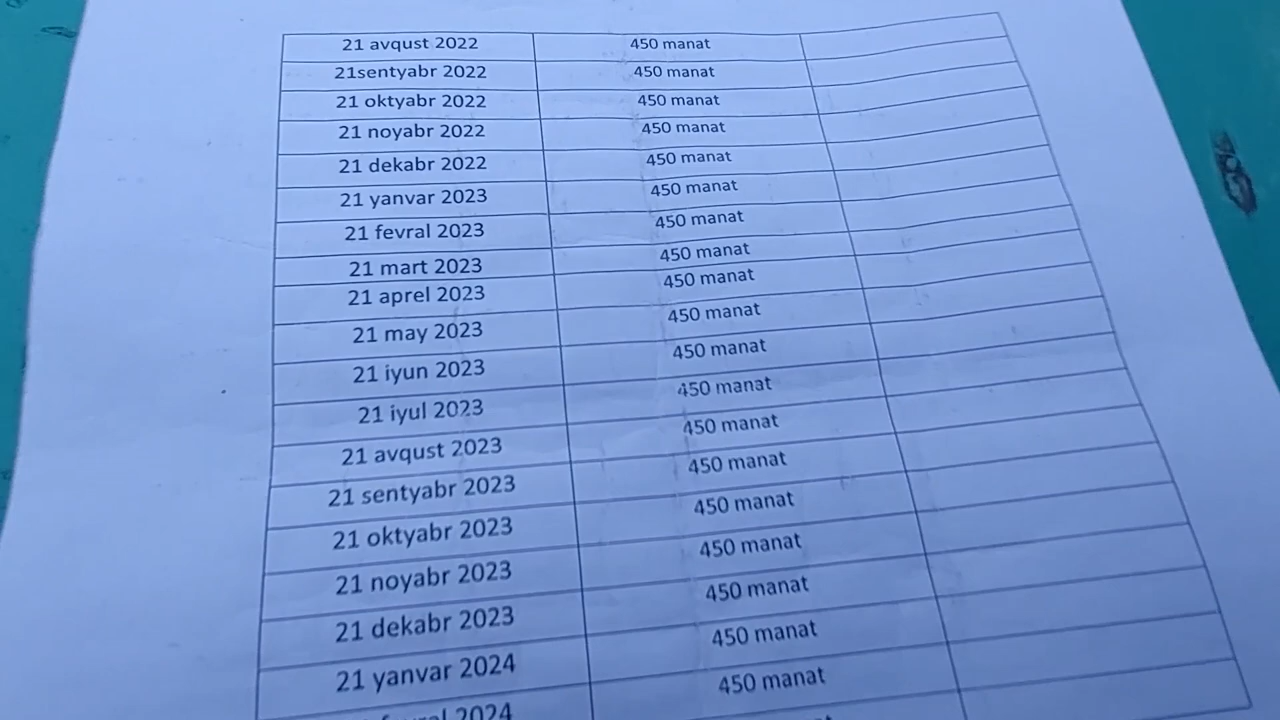 21 avqust 2022 450 manat
21sentyabr 2022 450 manat
21 oktyabr 2022 450 manat
21 noyabr 2022 450 manat
21 dekabr 2022 450 manat
21 yanvar 2023 450 manat
21 fevral 2023 450 manat
21 mart 2023 450 manat
21 aprel 2023 450 manat
21 may 2023 450 manat
21 iyun 2023 450 manat
21 iyul 2023 450 manat
21 avqust 2023 450 manat
21 sentyabr 2023 450 manat
21 oktyabr 2023 450 manat
21 noyabr 2023 450 manat
21 dekabr 2023 450 manat
21 yanvar 2024 450 manat
fevral 2024 450 manat